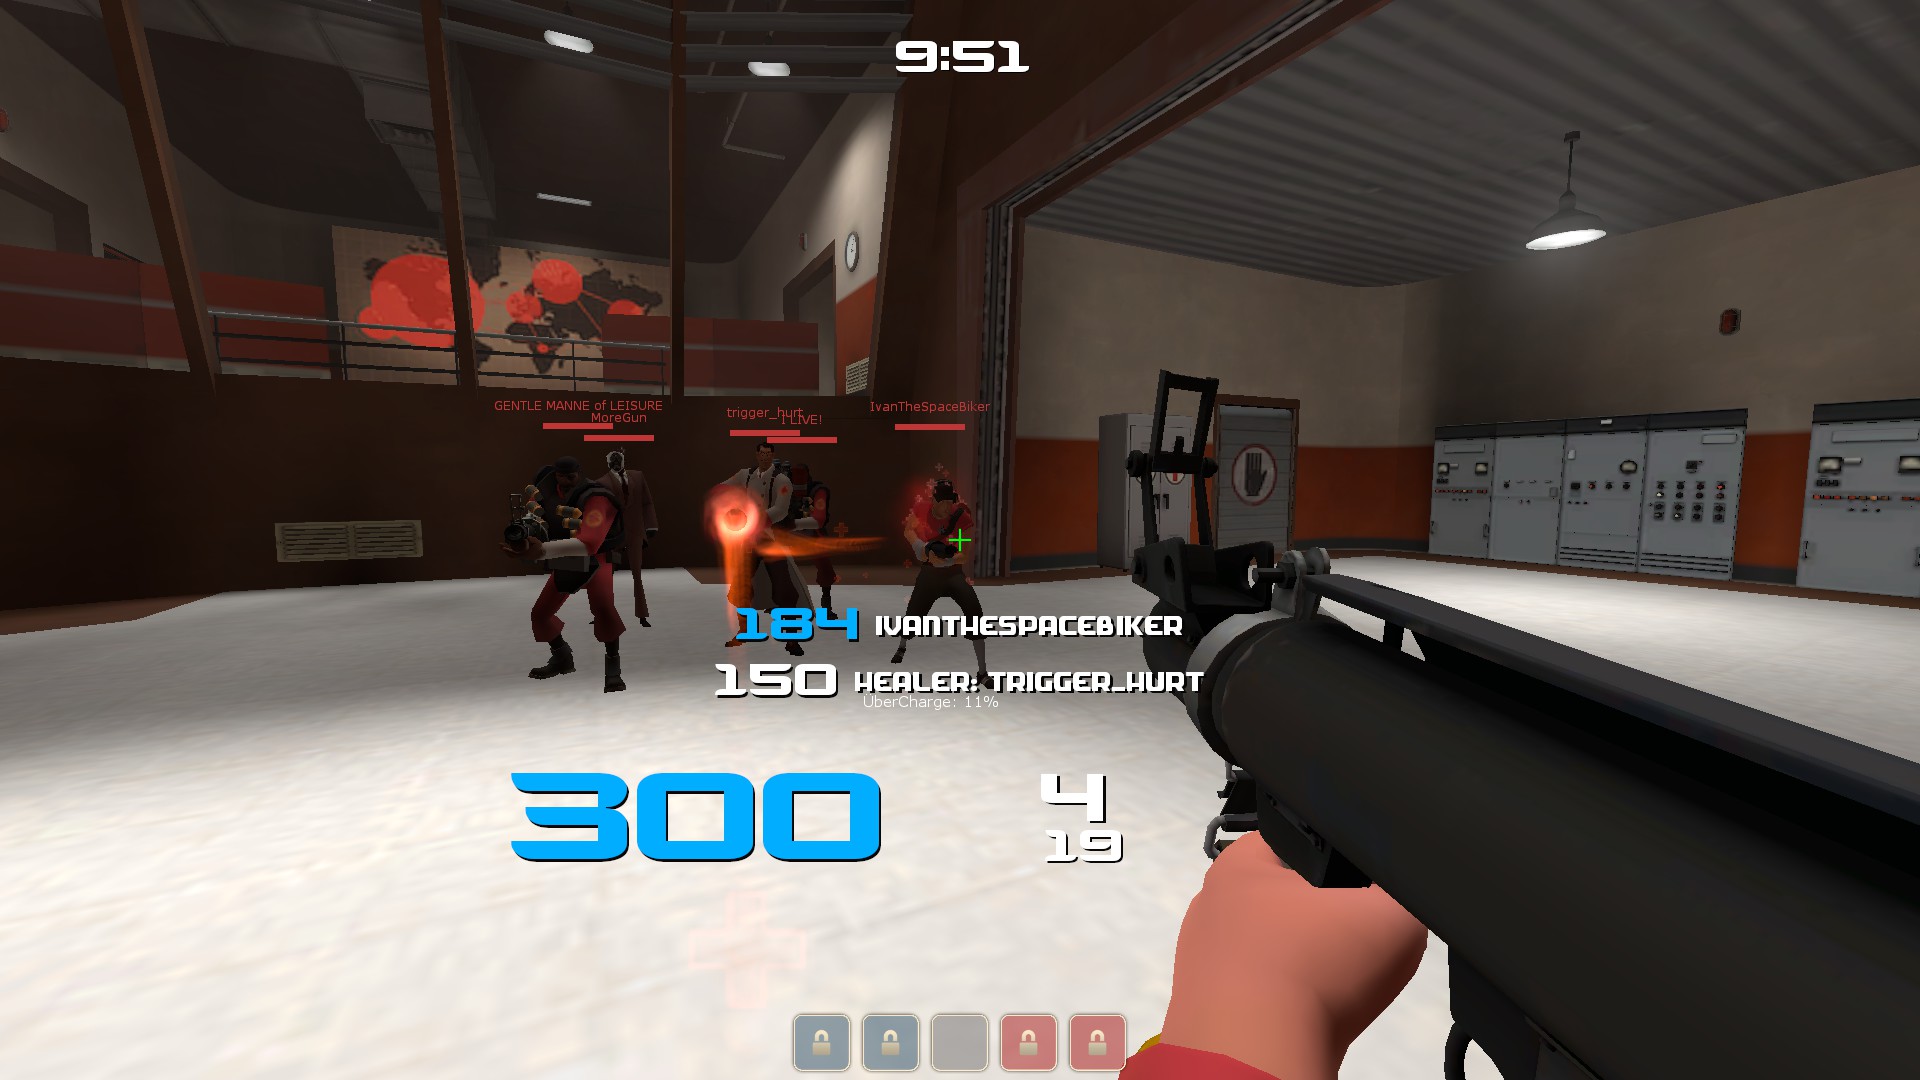 9:51
GENTLE MANNE of LEISURE
MoreGun
trigger_hurt
I LIVE!
IvanTheSpaceBiker
184 IVANTHESPACEBIKER
150 HEALER: TRIGGER_HURT
ÜberCharge: 11%
300
4
19